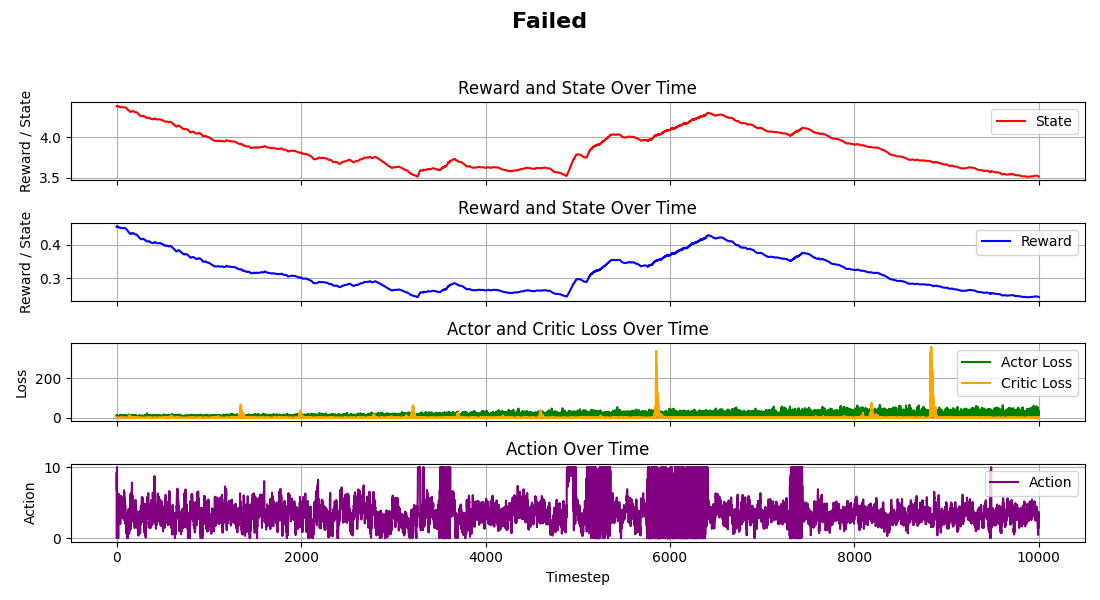 Failed
Reward and State Over Time
Reward / State
4.0
3.5
State
Reward and State Over Time
Reward / State
0.4
0.3
Reward
Actor and Critic Loss Over Time
Loss
200
0
Actor Loss
Critic Loss
Action Over Time
Action
10
0
Action
0 2000 4000 6000 8000 10000
Timestep